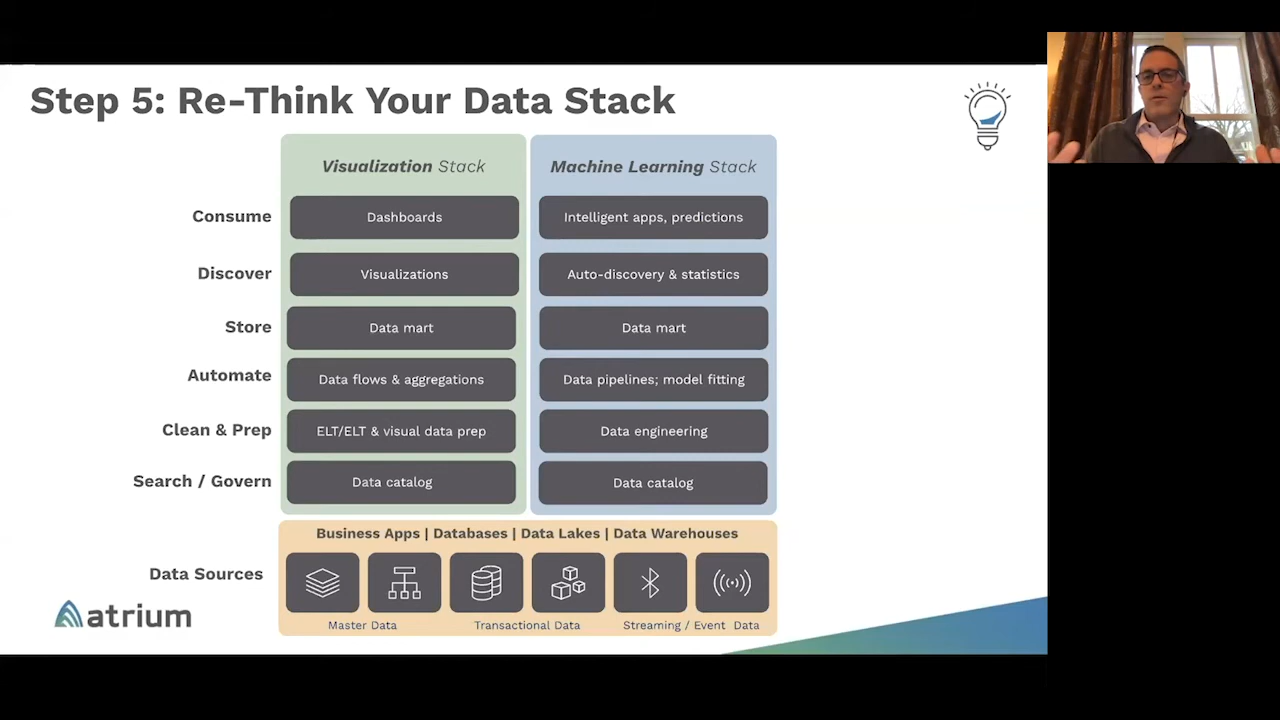 Step 5: Re-Think Your Data Stack
Visualization Stack
Machine Learning Stack
Consume
Dashboards
Intelligent apps, predictions
Discover
Visualizations
Auto-discovery & statistics
Store
Data mart
Data mart
Automate
Data flows & aggregations
Data pipelines; model fitting
Clean & Prep
ELT/ELT & visual data prep
Data engineering
Search / Govern
Data catalog
Data catalog
Business Apps | Databases | Data Lakes | Data Warehouses
Data Sources
Master Data
Transactional Data
Streaming / Event Data
atrium